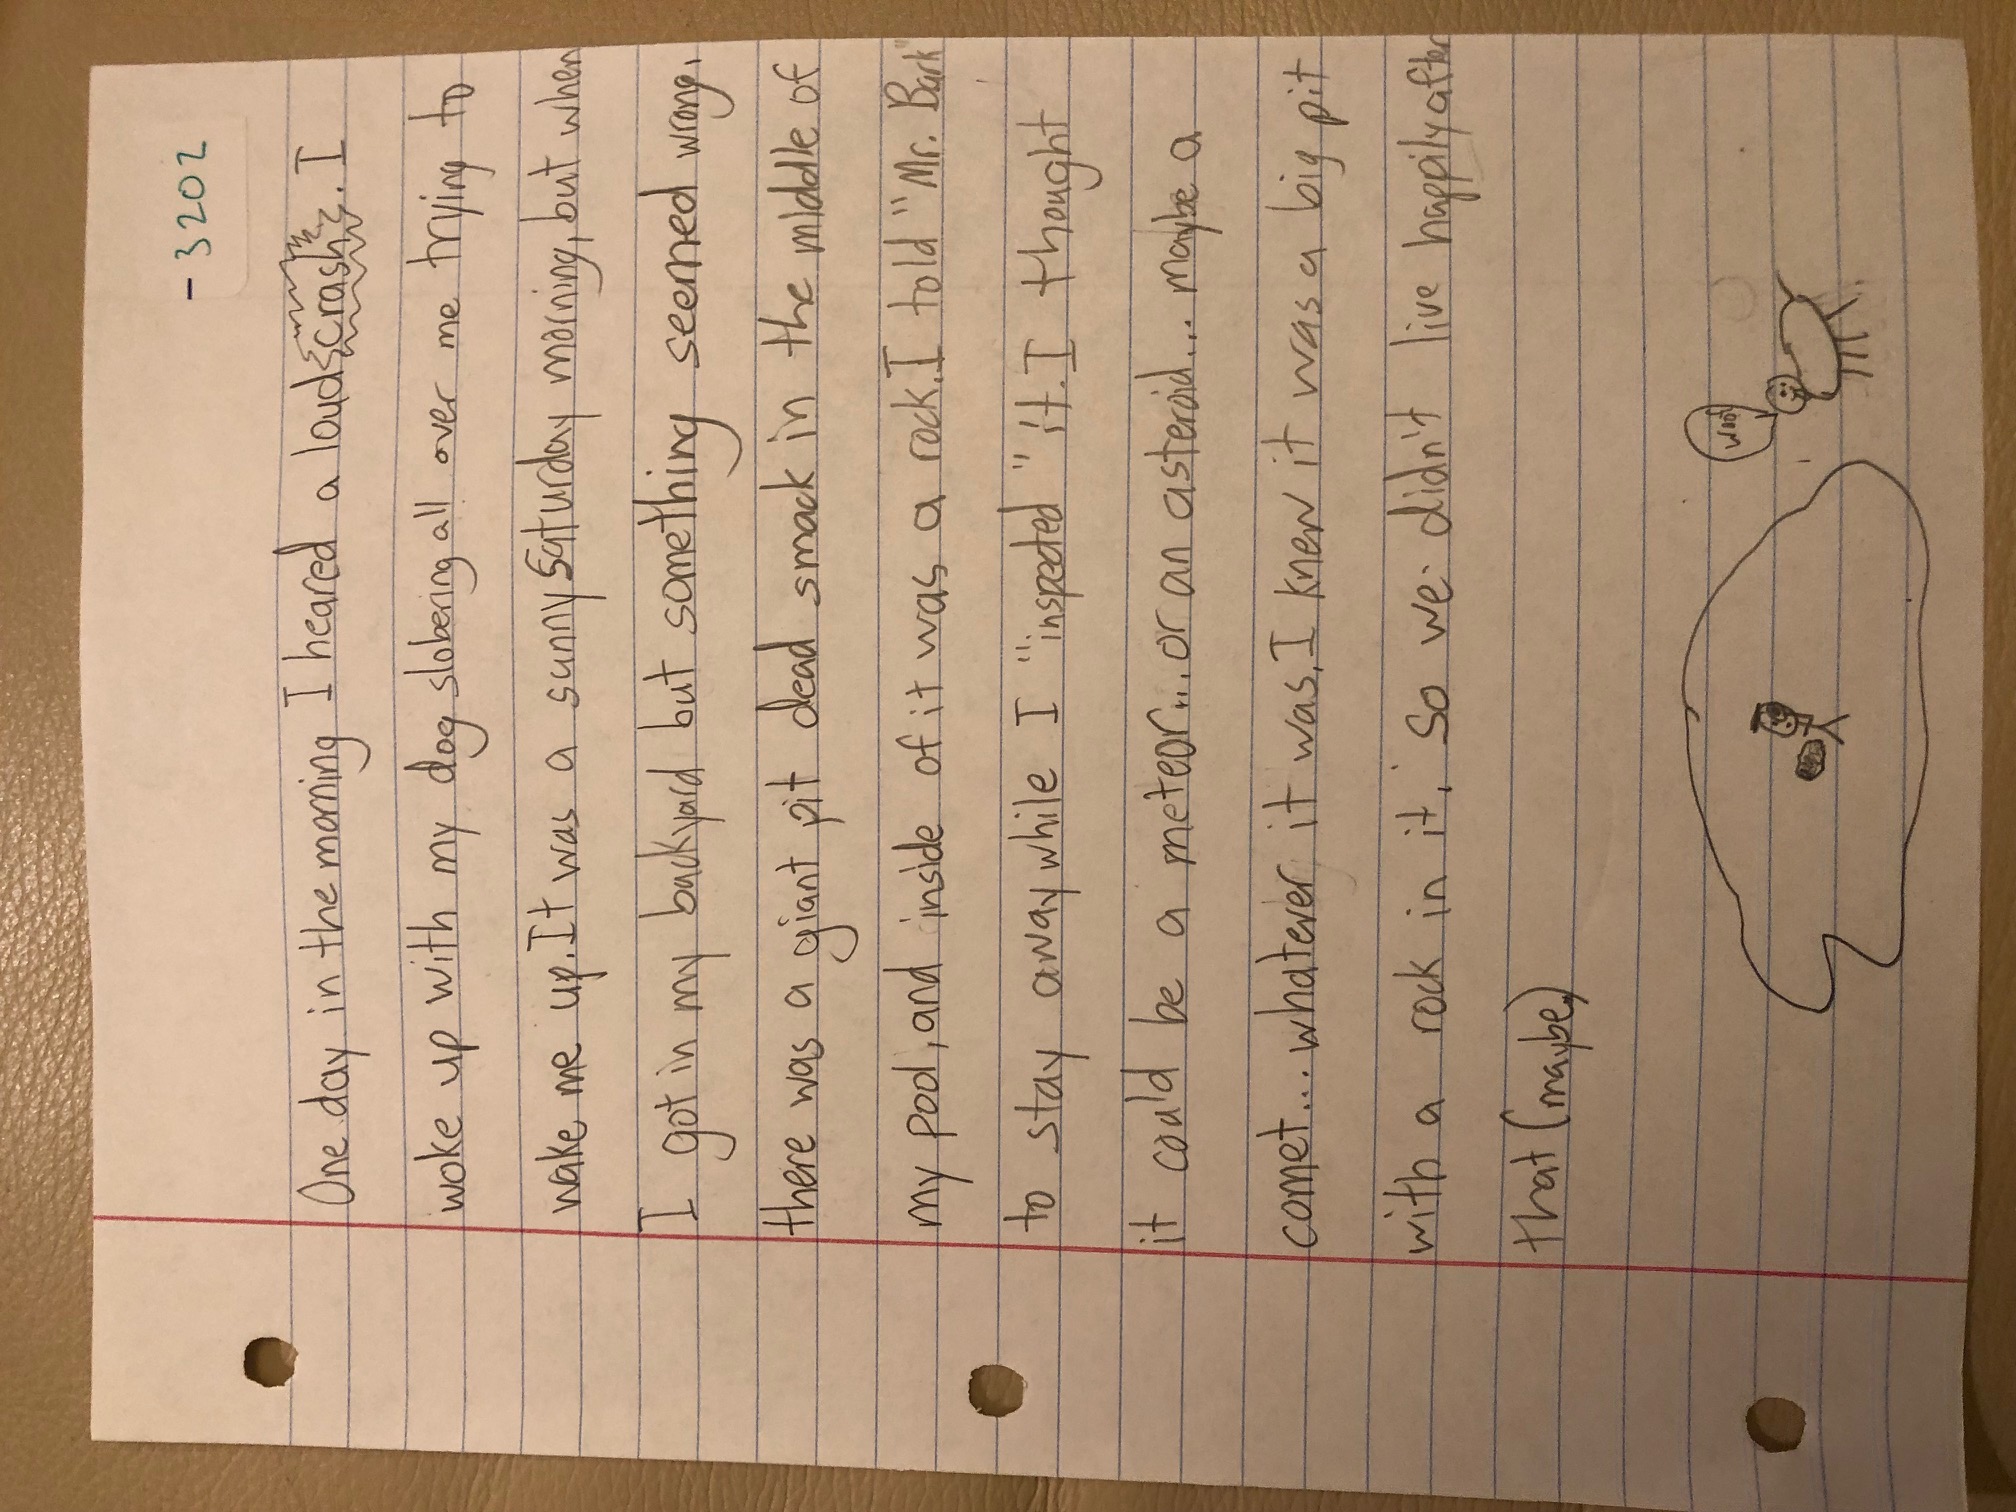 - 3202
One day in the morning I heared a loud crash. I
woke up with my dog slobering all over me trying to
wake me up. It was a sunny Saturday morning, but when
I got in my backyard but something seemed wrong.
there was a giant pit dead smack in the middle of
my pool, and inside of it was a rock. I told "Mr. Bark"
to stay away while I "inspected" it. I thought
it could be a meteor... or an asteroid... maybe a
comet... whatever it was, I knew it was a big pit
with a rock in it. So we didn't live happily after
that (maybe)
woof